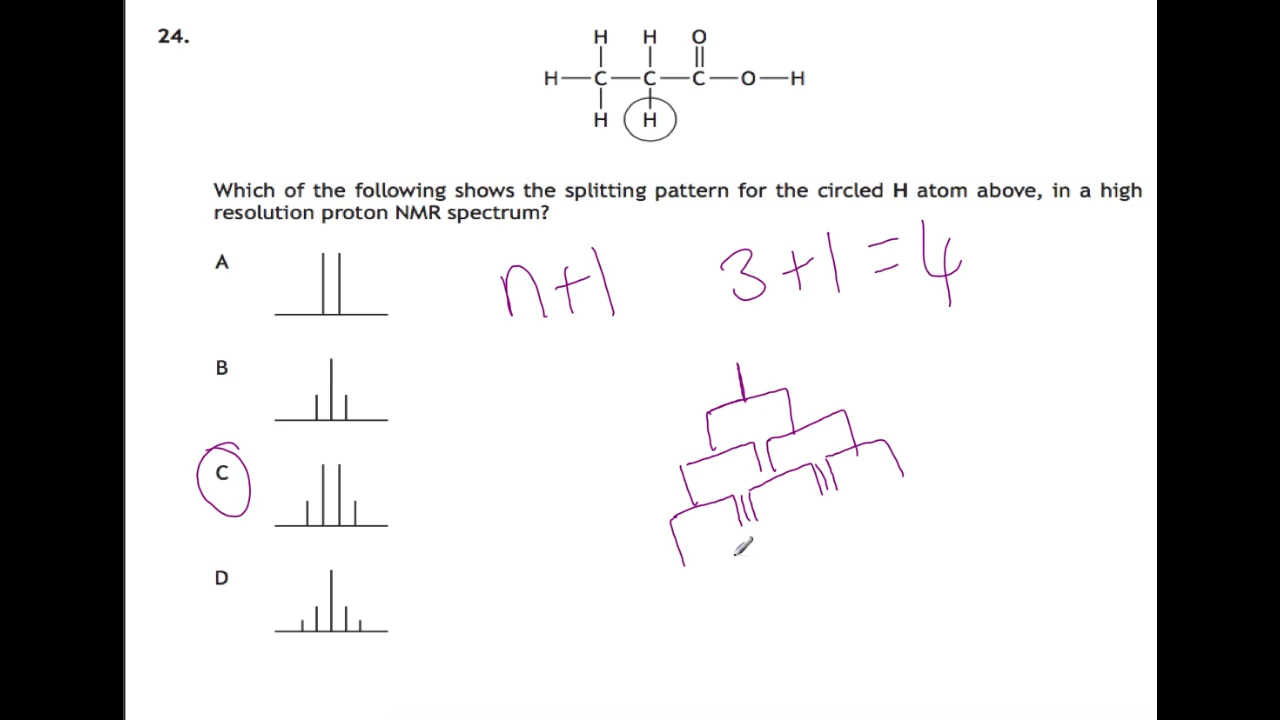 24.
H H O
H—C—C—C—O—H
H H
Which of the following shows the splitting pattern for the circled H atom above, in a high
resolution proton NMR spectrum?
A
n+1 3+1=4
B
C
D